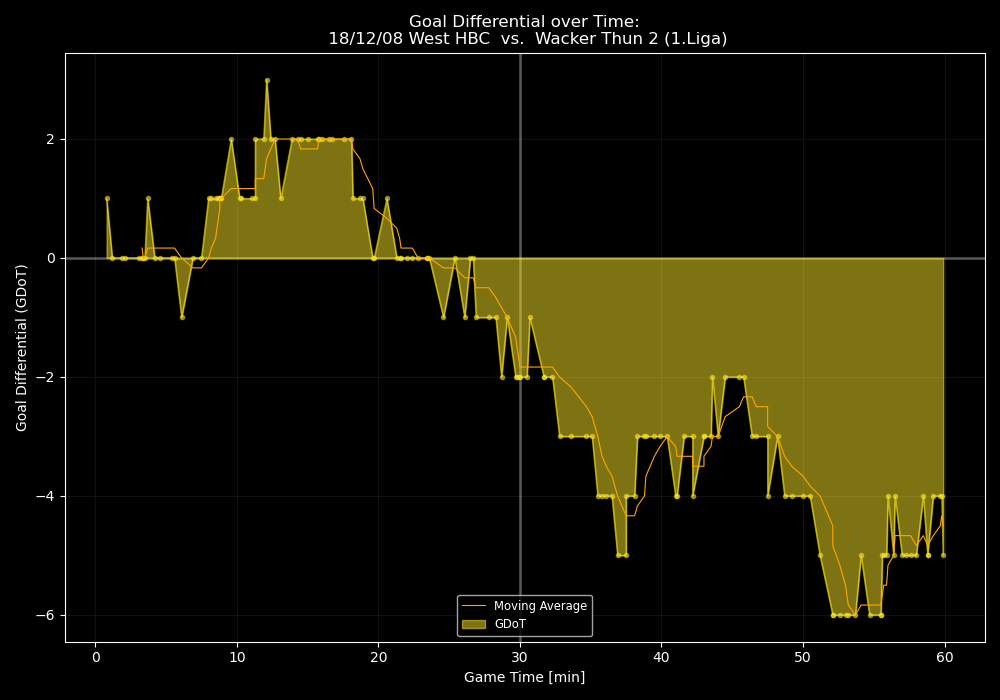 Goal Differential over Time:
18/12/08 West HBC  vs.  Wacker Thun 2 (1.Liga)
Goal Differential (GDoT)
2
0
−2
−4
−6
Moving Average
GDoT
0 10 20 30 40 50 60
Game Time [min]